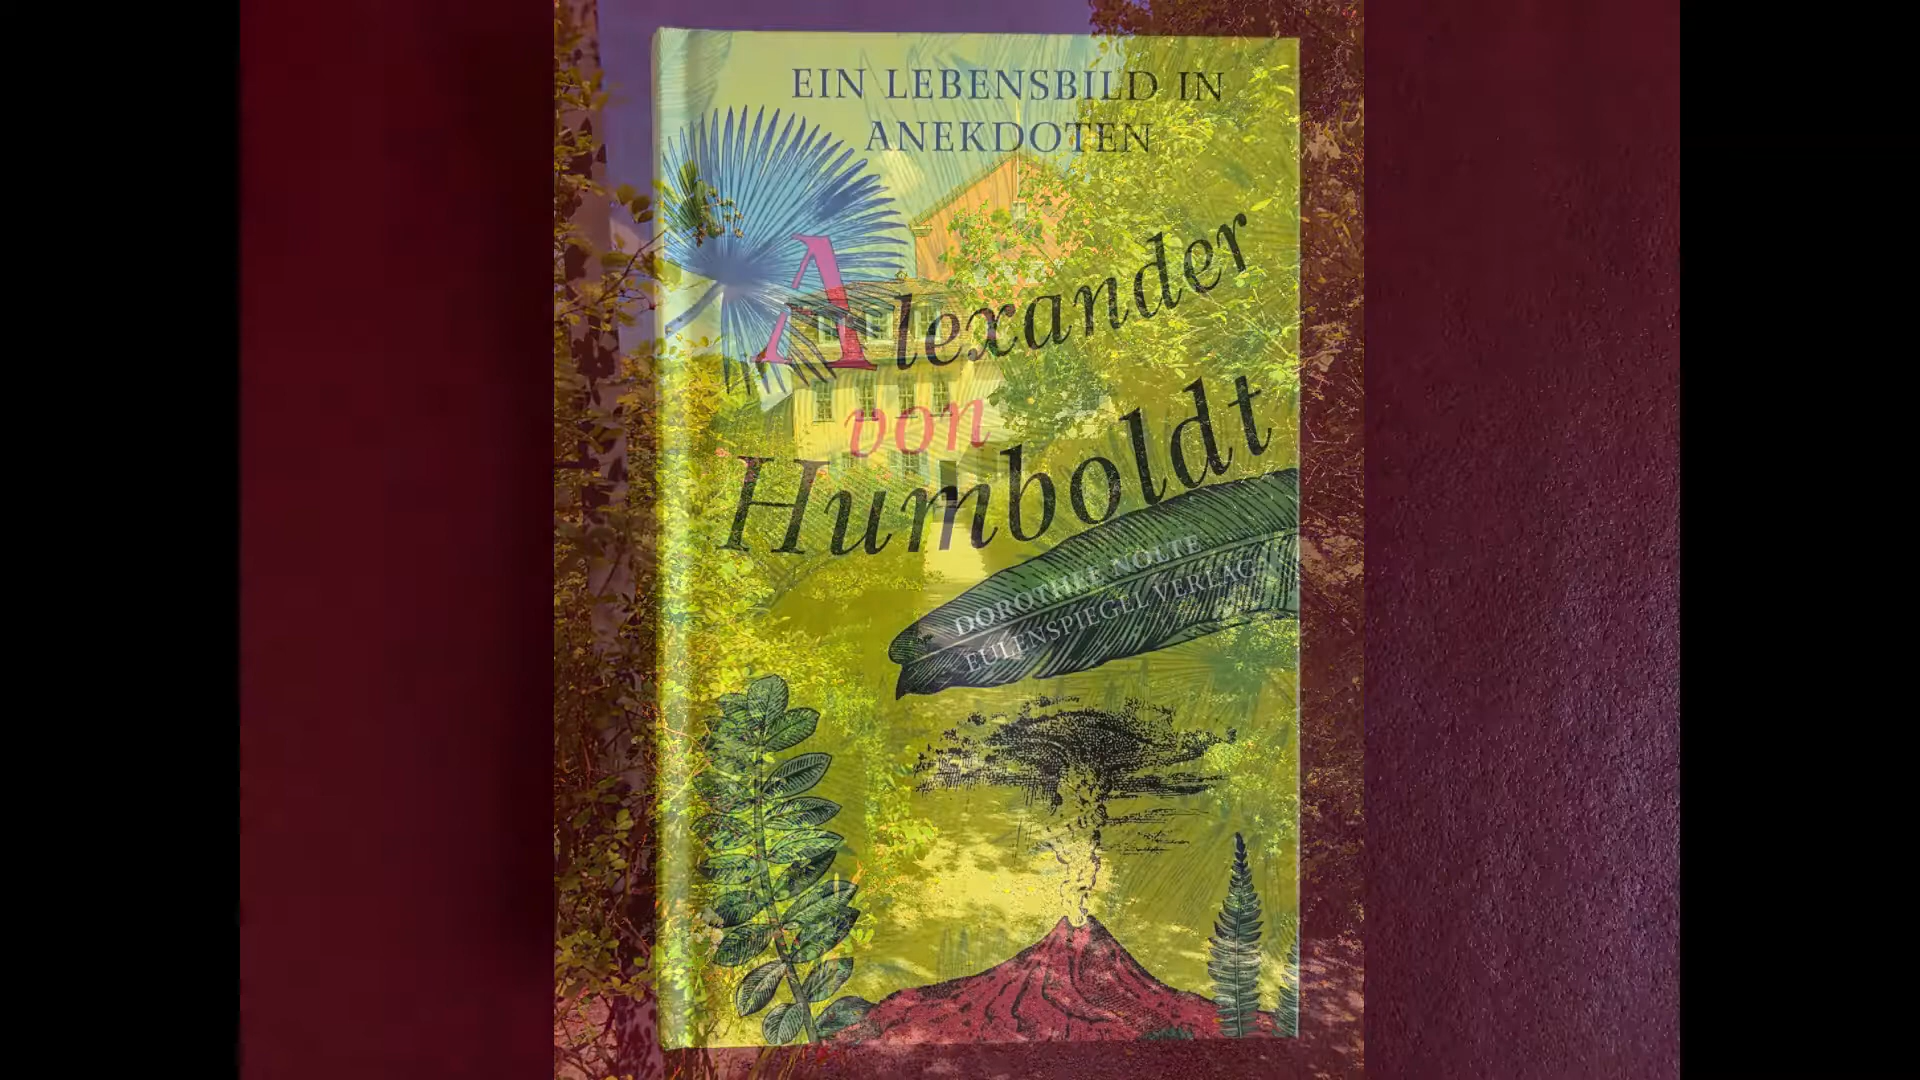 EIN LEBENSBILD IN
ANEKDOTEN
Alexander
von
Humboldt
DOROTHEE NOLTE
EULENSPIEGEL VERLAG